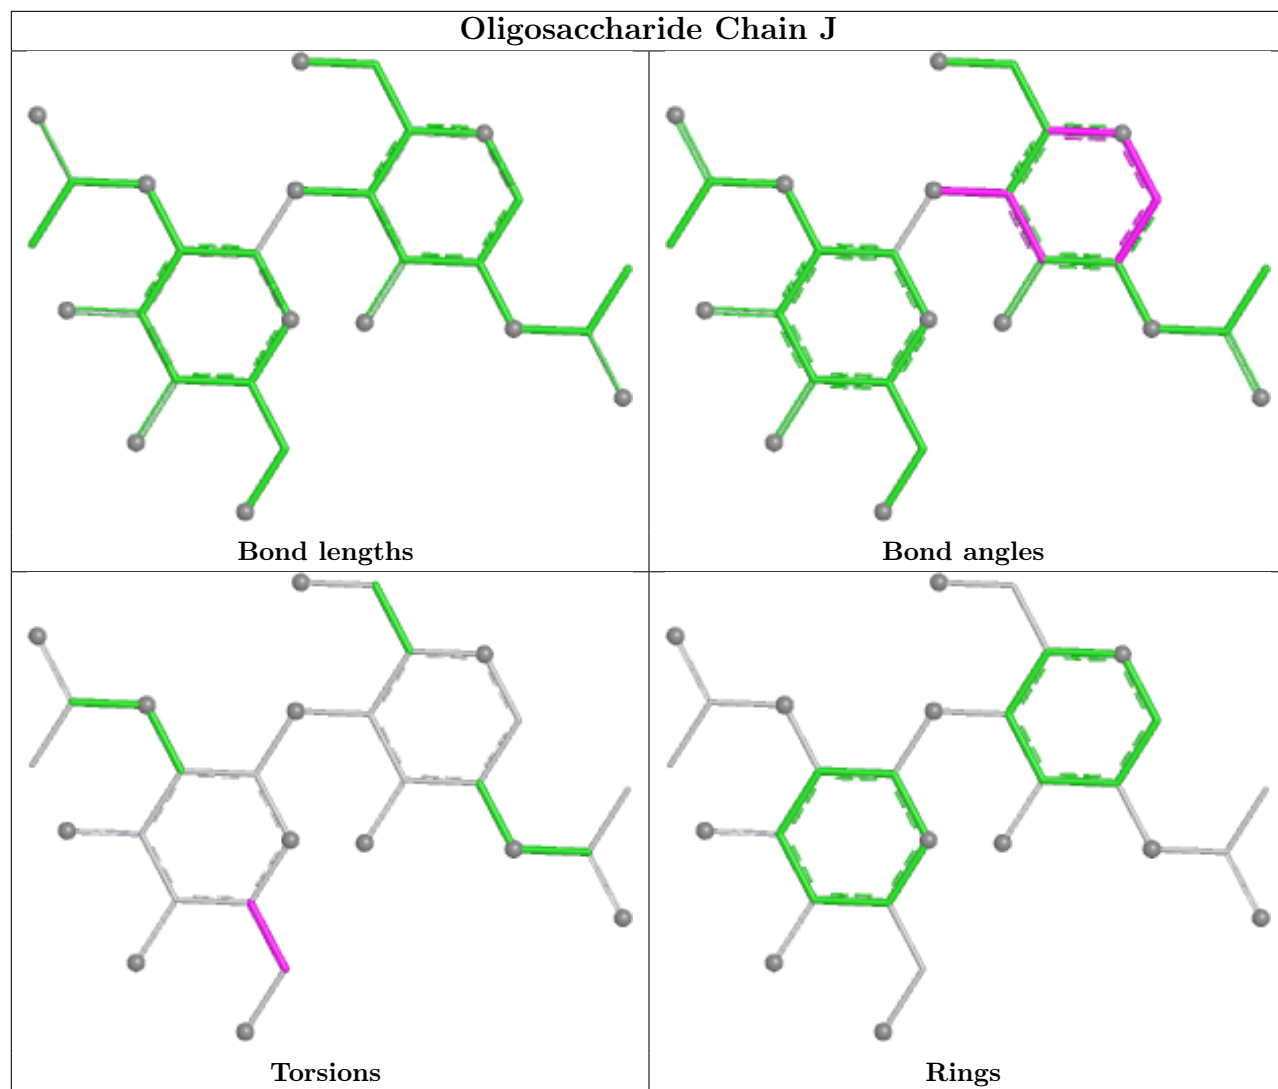 Oligosaccharide Chain J
Bond lengths
Bond angles
Torsions
Rings